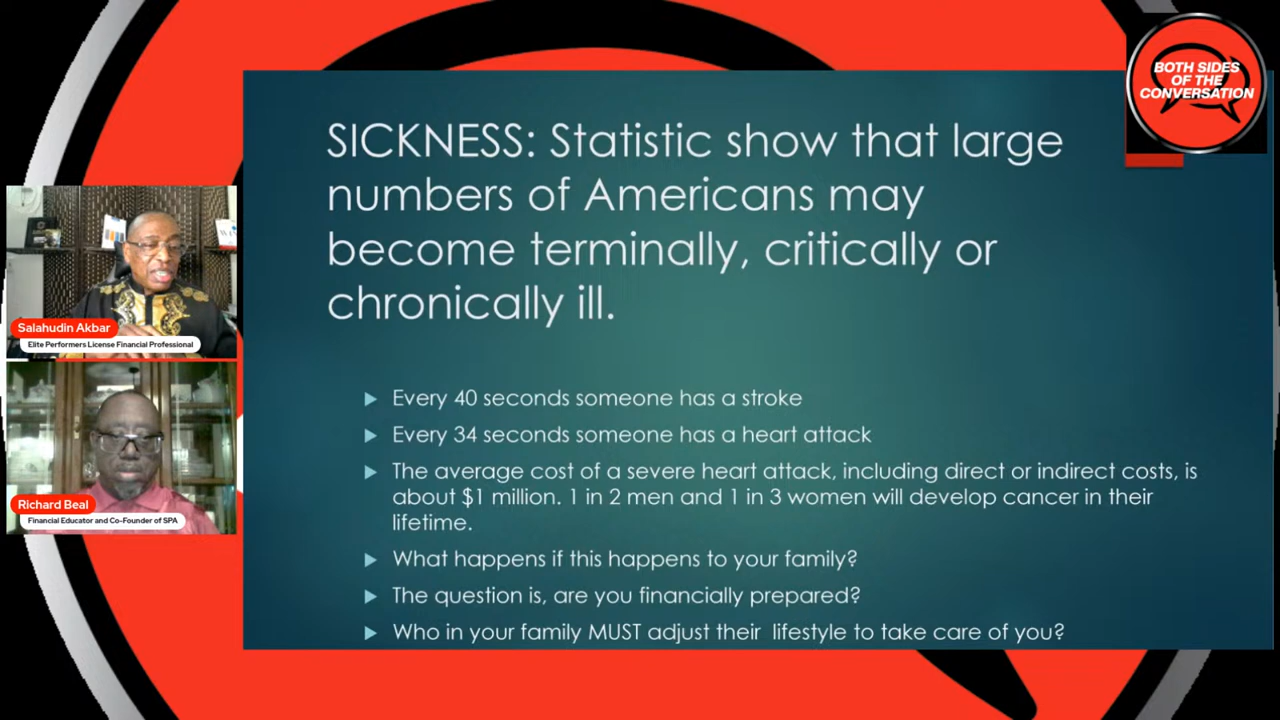 BOTH SIDES
OF THE
CONVERSATION
SICKNESS: Statistic show that large
numbers of Americans may
become terminally, critically or
chronically ill.
Every 40 seconds someone has a stroke
Every 34 seconds someone has a heart attack
The average cost of a severe heart attack, including direct or indirect costs, is
about $1 million. 1 in 2 men and 1 in 3 women will develop cancer in their
lifetime.
What happens if this happens to your family?
The question is, are you financially prepared?
Who in your family MUST adjust their lifestyle to take care of you?
Salahudin Akbar
Elite Performers License Financial Professional
Richard Beal
Financial Educator and Co-Founder of SPA